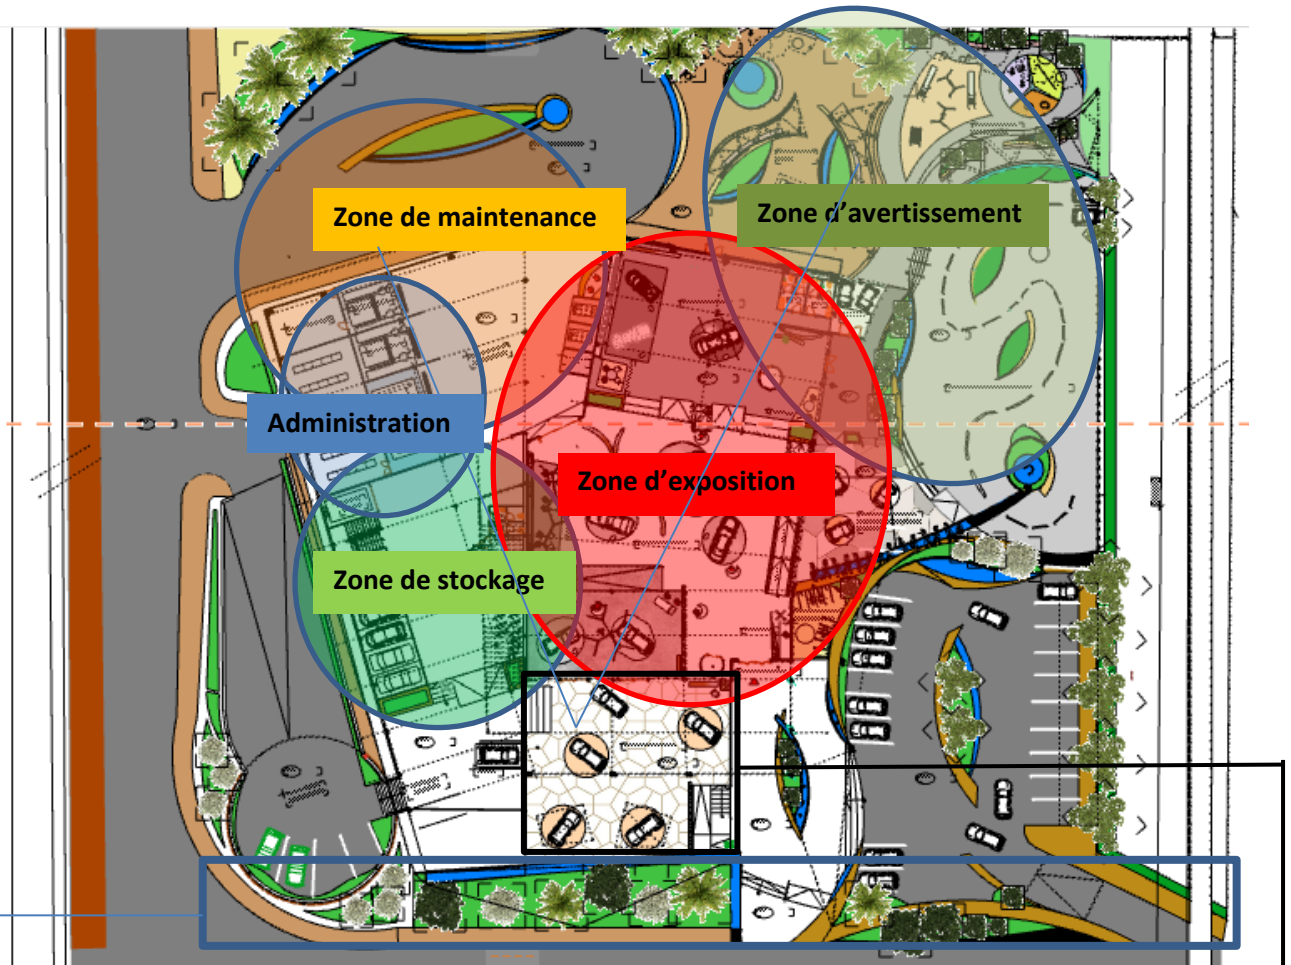 Zone de maintenance
Zone d’avertissement
Administration
Zone d’exposition
Zone de stockage